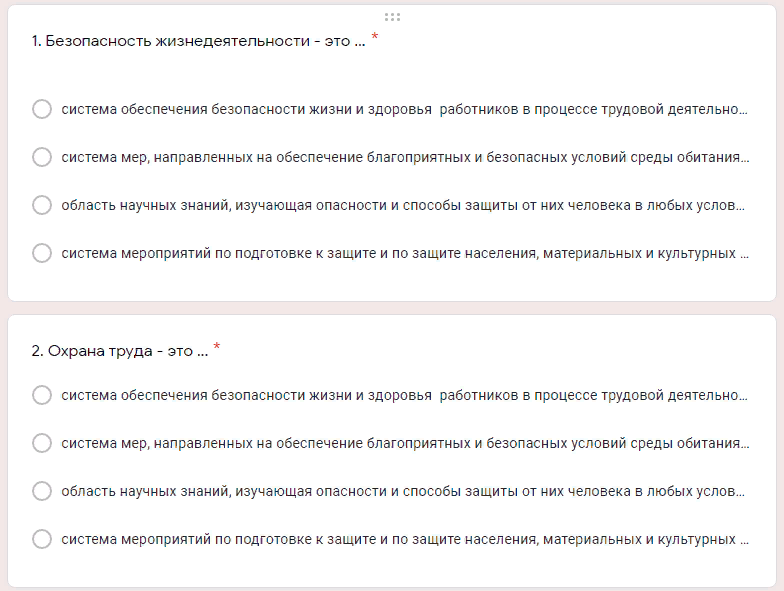 1. Безопасность жизнедеятельности - это ... *
система обеспечения безопасности жизни и здоровья работников в процессе трудовой деятельно...
система мер, направленных на обеспечение благоприятных и безопасных условий среды обитания...
область научных знаний, изучающая опасности и способы защиты от них человека в любых услов...
система мероприятий по подготовке к защите и по защите населения, материальных и культурных ...
2. Охрана труда - это ... *
система обеспечения безопасности жизни и здоровья работников в процессе трудовой деятельно...
система мер, направленных на обеспечение благоприятных и безопасных условий среды обитания...
область научных знаний, изучающая опасности и способы защиты от них человека в любых услов...
система мероприятий по подготовке к защите и по защите населения, материальных и культурных ...